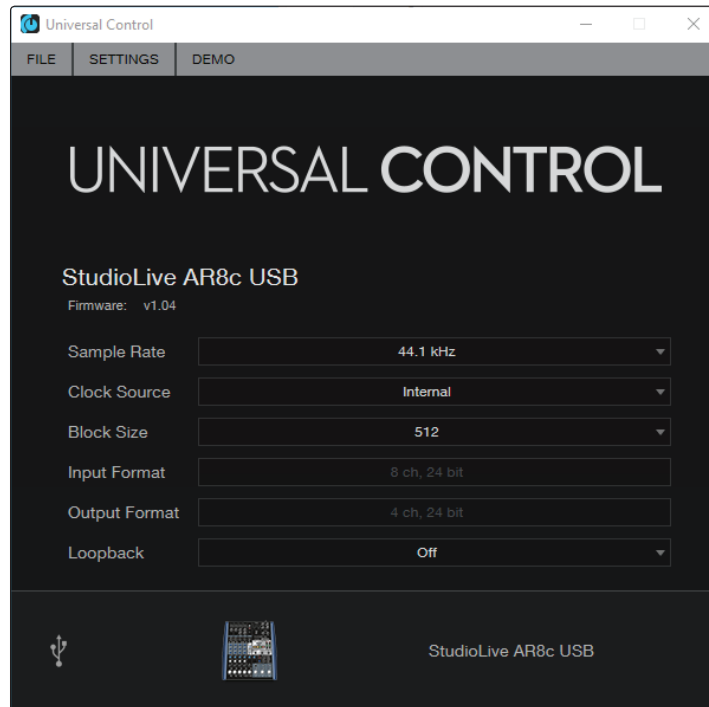 Universal Control
FILE SETTINGS DEMO
UNIVERSAL CONTROL
StudioLive AR8c USB
Firmware: v1.04
Sample Rate 44.1 kHz
Clock Source Internal
Block Size 512
Input Format 8 ch, 24 bit
Output Format 4 ch, 24 bit
Loopback Off
StudioLive AR8c USB